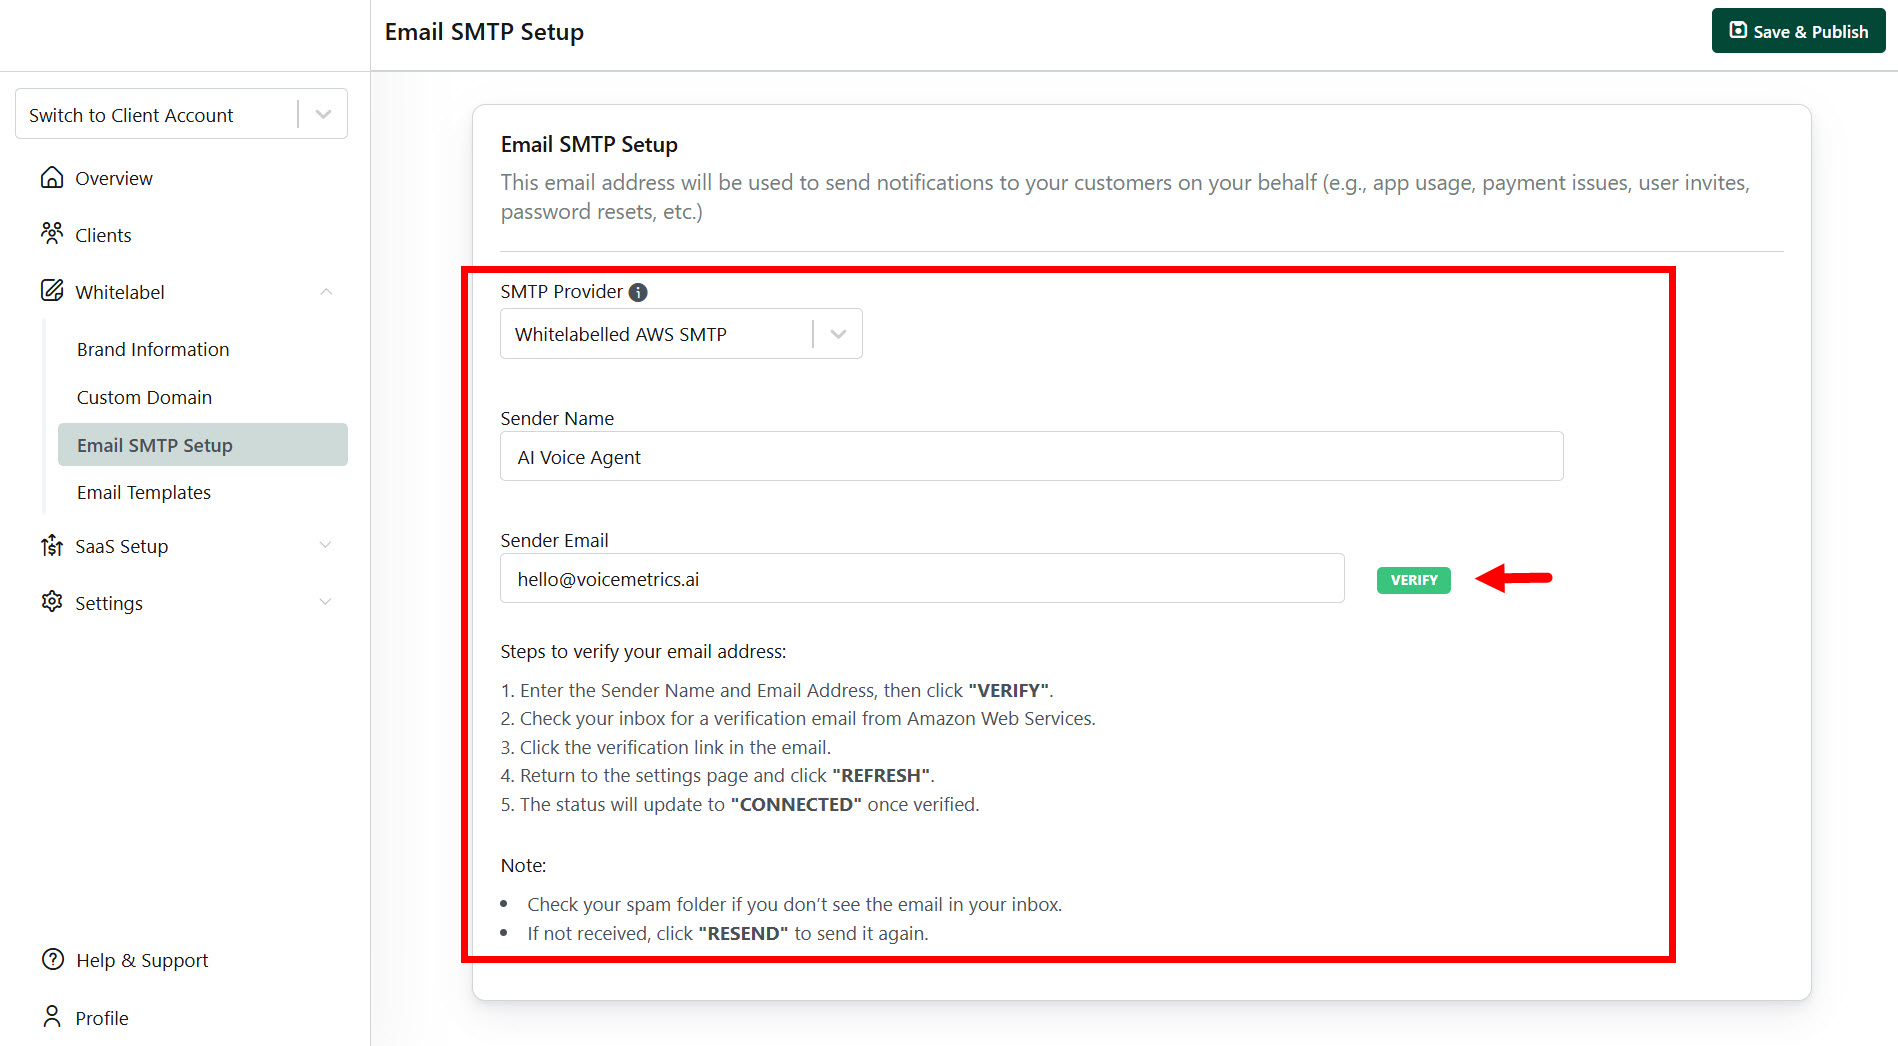 Email SMTP Setup
Save & Publish
Switch to Client Account
Overview
Clients
Whitelabel
Brand Information
Custom Domain
Email SMTP Setup
Email Templates
SaaS Setup
Settings
Help & Support
Profile
Email SMTP Setup
This email address will be used to send notifications to your customers on your behalf (e.g., app usage, payment issues, user invites,
password resets, etc.)
SMTP Provider
Whitelabelled AWS SMTP
Sender Name
AI Voice Agent
Sender Email
hello@voicemetrics.ai
VERIFY
Steps to verify your email address:
1. Enter the Sender Name and Email Address, then click "VERIFY".
2. Check your inbox for a verification email from Amazon Web Services.
3. Click the verification link in the email.
4. Return to the settings page and click "REFRESH".
5. The status will update to "CONNECTED" once verified.
Note:
• Check your spam folder if you don’t see the email in your inbox.
• If not received, click "RESEND" to send it again.